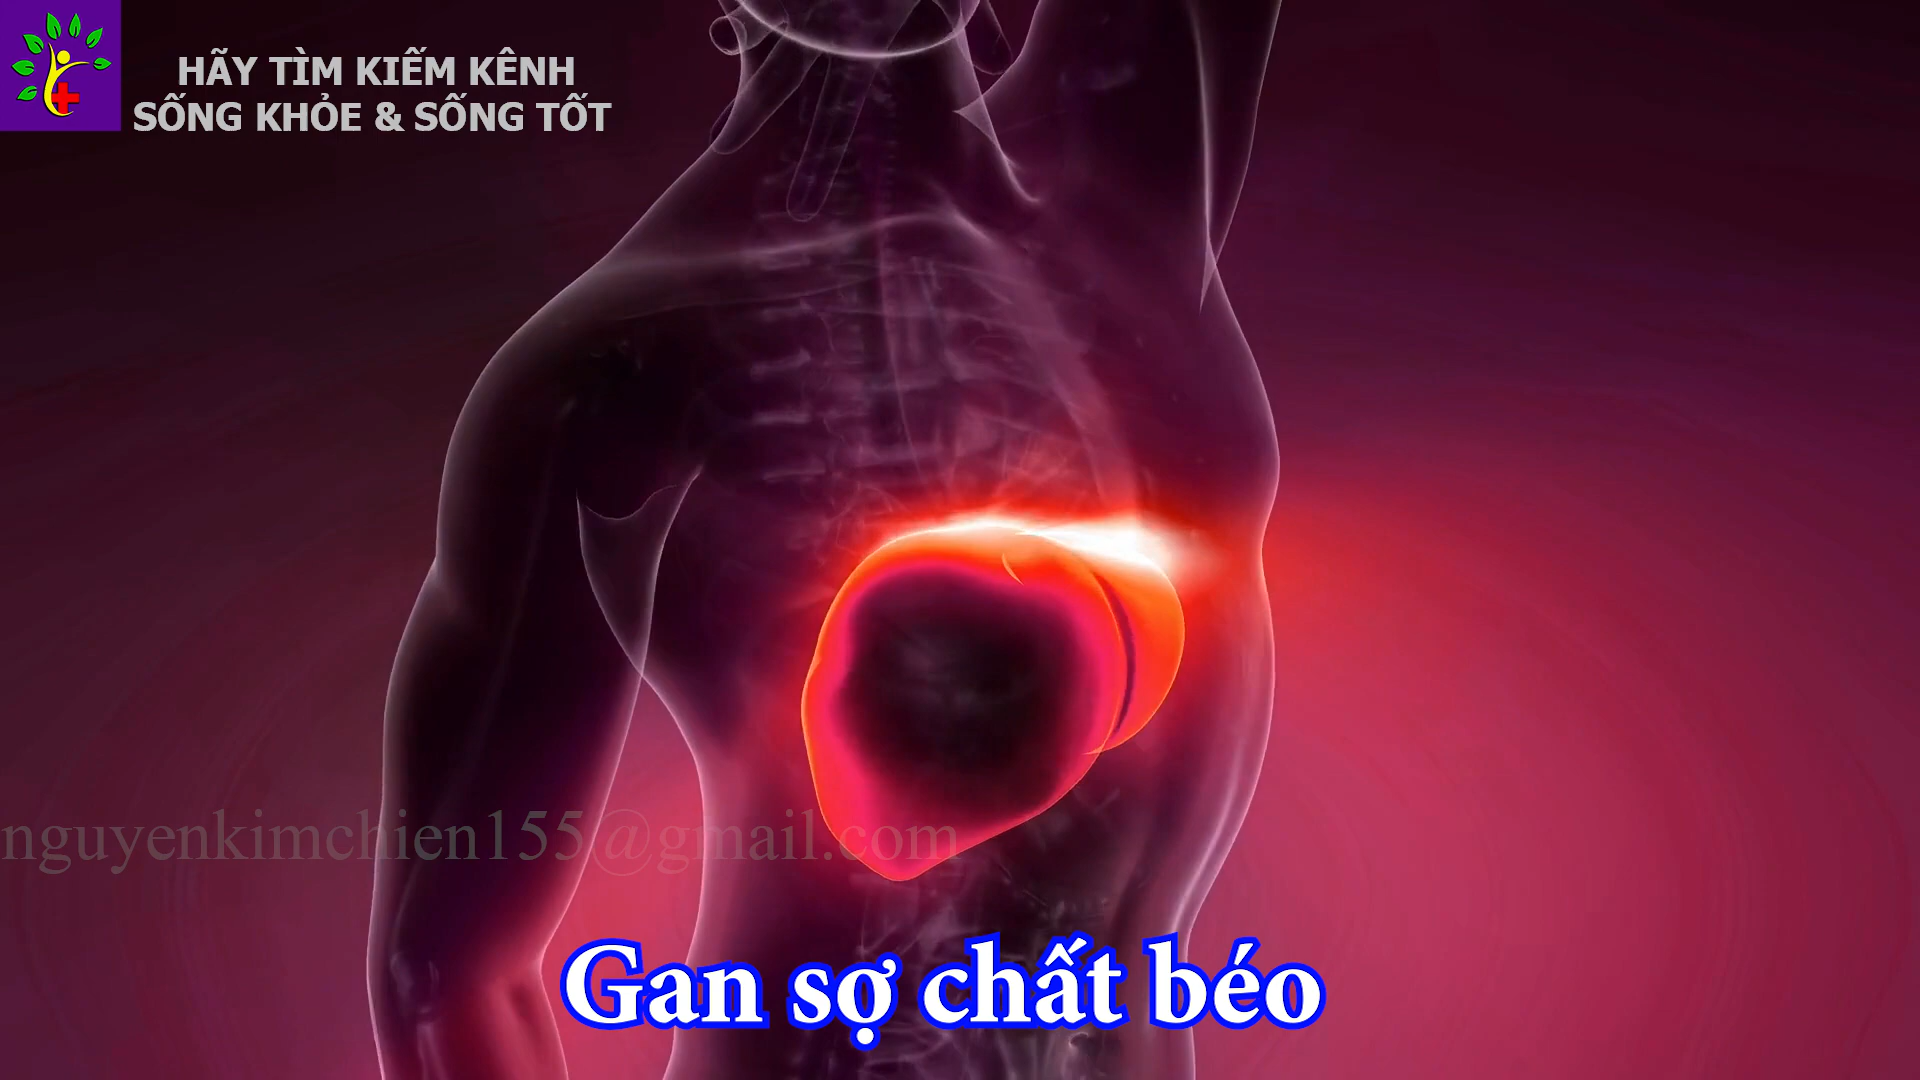 HÃY TÌM KIẾM KÊNH
SỐNG KHỎE & SỐNG TỐT
nguyenkimchien155@gmail.com
Gan sợ chất béo